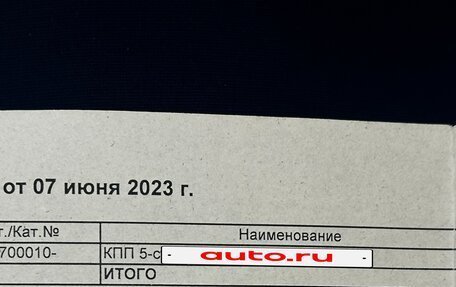 от 07 июня 2023 г.
т./Кат.№ Наименование
700010- КПП 5-с
auto.ru
ИТОГО